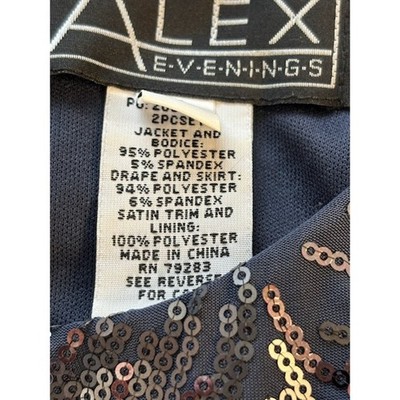 ALEX
E·V·E·N·I·N·G·S
2PCSET
JACKET AND
BODICE:
95% POLYESTER
5% SPANDEX
DRAPE AND SKIRT:
94% POLYESTER
6% SPANDEX
SATIN TRIM AND
LINING:
100% POLYESTER
MADE IN CHINA
RN 79283
SEE REVERSE
FOR